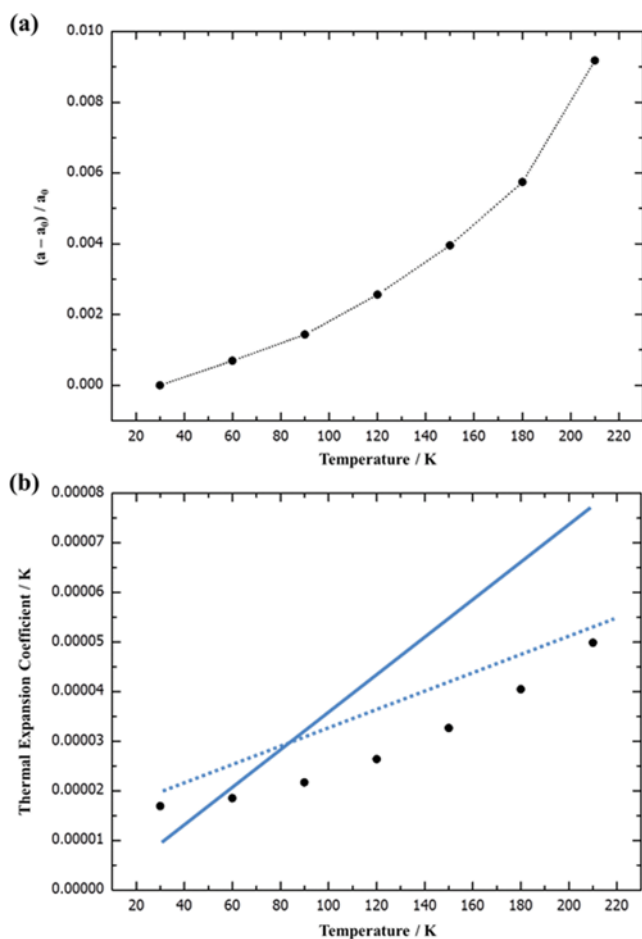 (a)
0.010
0.008
0.006
0.004
0.002
0.000
(a – a₀) / a₀
20 40 60 80 100 120 140 160 180 200 220
Temperature / K
(b)
0.00008
0.00007
0.00006
0.00005
0.00004
0.00003
0.00002
0.00001
0.00000
Thermal Expansion Coefficient / K
20 40 60 80 100 120 140 160 180 200 220
Temperature / K